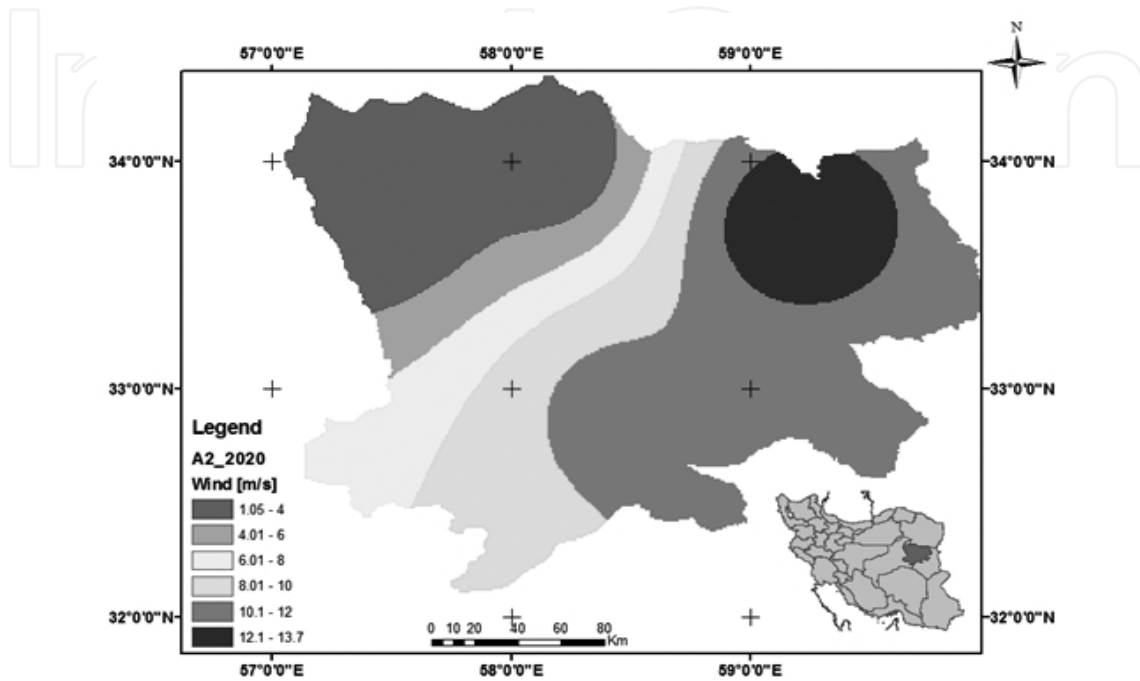 N
57°0'0"E 58°0'0"E 59°0'0"E
34°0'0"N 34°0'0"N
33°0'0"N 33°0'0"N
Legend
A2_2020
Wind [m/s]
1.05 - 4
4.01 - 6
6.01 - 8
8.01 - 10
10.1 - 12
12.1 - 13.7
32°0'0"N 32°0'0"N
0 10 20 40 60 80
Km
57°0'0"E 58°0'0"E 59°0'0"E